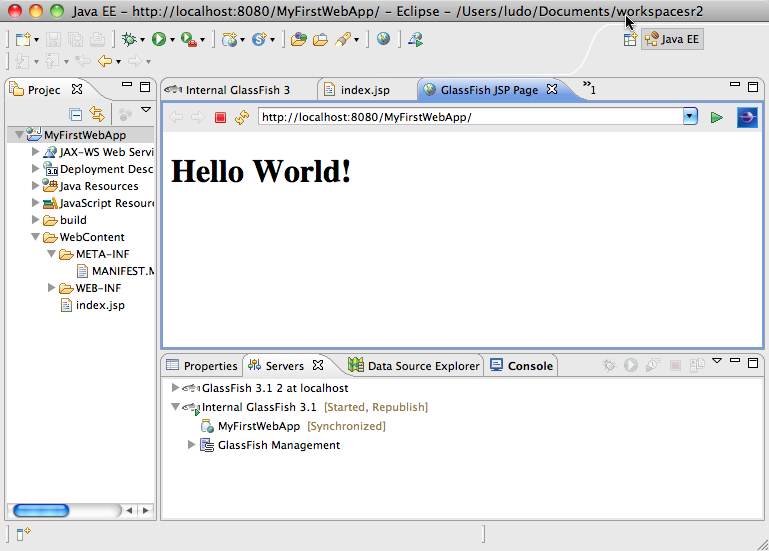 Java EE – http://localhost:8080/MyFirstWebApp/ – Eclipse – /Users/ludo/Documents/workspacesr2
Java EE
Projec
Internal GlassFish 3
index.jsp
GlassFish JSP Page
»1
http://localhost:8080/MyFirstWebApp/
MyFirstWebApp
JAX-WS Web Servi
3.0
Deployment Desc
Java Resources
JavaScript Resour
build
WebContent
META-INF
MANIFEST.M
WEB-INF
index.jsp
Hello World!
Properties
Servers
Data Source Explorer
Console
GlassFish 3.1 2 at localhost
Internal GlassFish 3.1 [Started, Republish]
MyFirstWebApp [Synchronized]
GlassFish Management